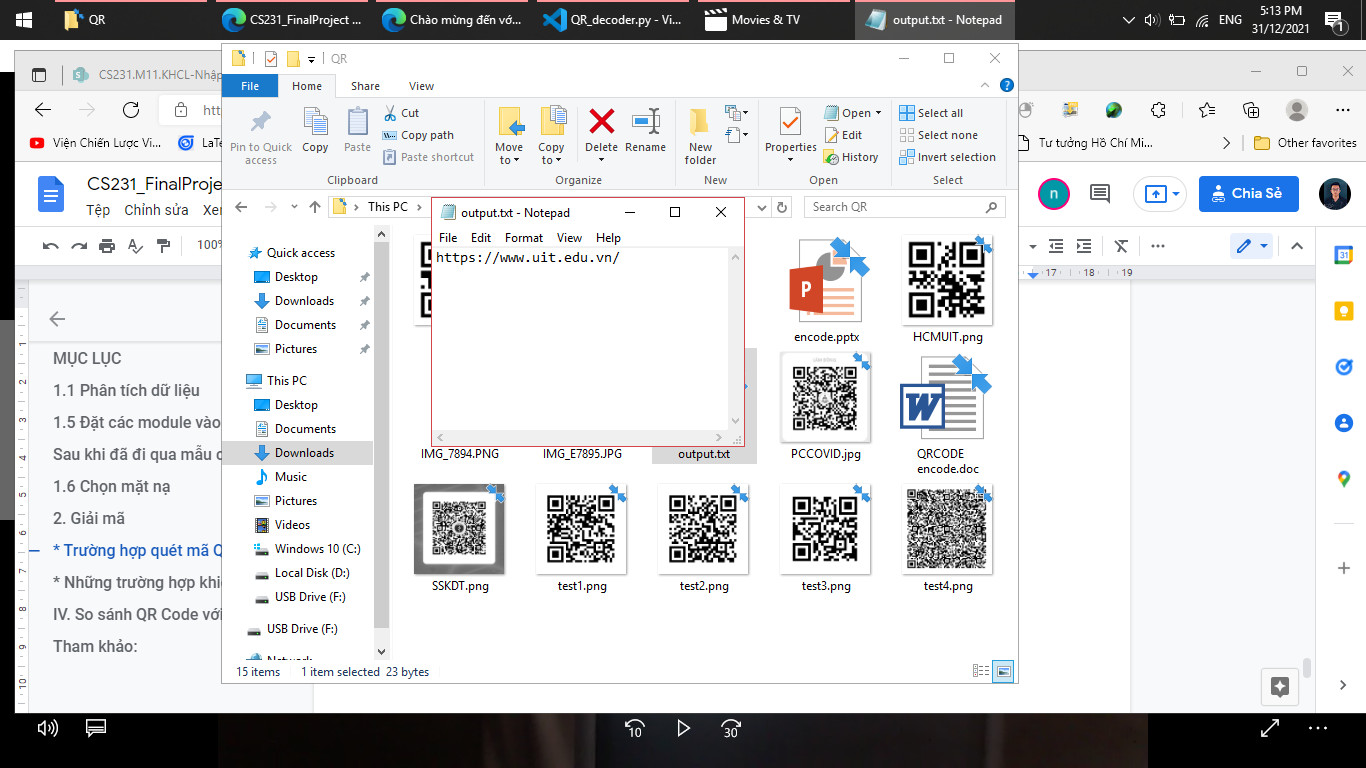 QR
CS231_FinalProject ...
Chào mừng đến vớ...
QR_decoder.py - Vi...
Movies & TV
output.txt - Notepad
ENG
5:13 PM
31/12/2021
1
QR
CS231.M11.KHCL-Nhập
File
Home
Share
View
Pin to Quick access
Copy
Paste
Cut
Copy path
Paste shortcut
Move to
Copy to
Delete
Rename
New folder
Properties
Open
Edit
History
Select all
Select none
Invert selection
Clipboard
Organize
New
Open
Select
Viện Chiến Lược Vi...
LaTe
Tư tưởng Hồ Chí Mi...
Other favorites
CS231_FinalProje
Tệp
Chỉnh sửa
n
Chia Sẻ
100%
17
18
19
This PC
Search QR
output.txt - Notepad
File
Edit
Format
View
Help
https://www.uit.edu.vn/
Quick access
Desktop
Downloads
Documents
Pictures
This PC
Desktop
Documents
Downloads
Music
Pictures
Videos
Windows 10 (C:)
Local Disk (D:)
USB Drive (F:)
USB Drive (F:)
Network
encode.pptx
HCMUIT.png
IMG_7894.PNG
IMG_E7895.JPG
output.txt
PCCOVID.jpg
QRCODE
encode.doc
SSKDT.png
test1.png
test2.png
test3.png
test4.png
15 items
1 item selected
23 bytes
MỤC LỤC
1.1 Phân tích dữ liệu
1.5 Đặt các module vào
Sau khi đã đi qua mẫu
1.6 Chọn mặt nạ
2. Giải mã
* Trường hợp quét mã Q
* Những trường hợp khi
IV. So sánh QR Code với
Tham khảo:
10
30